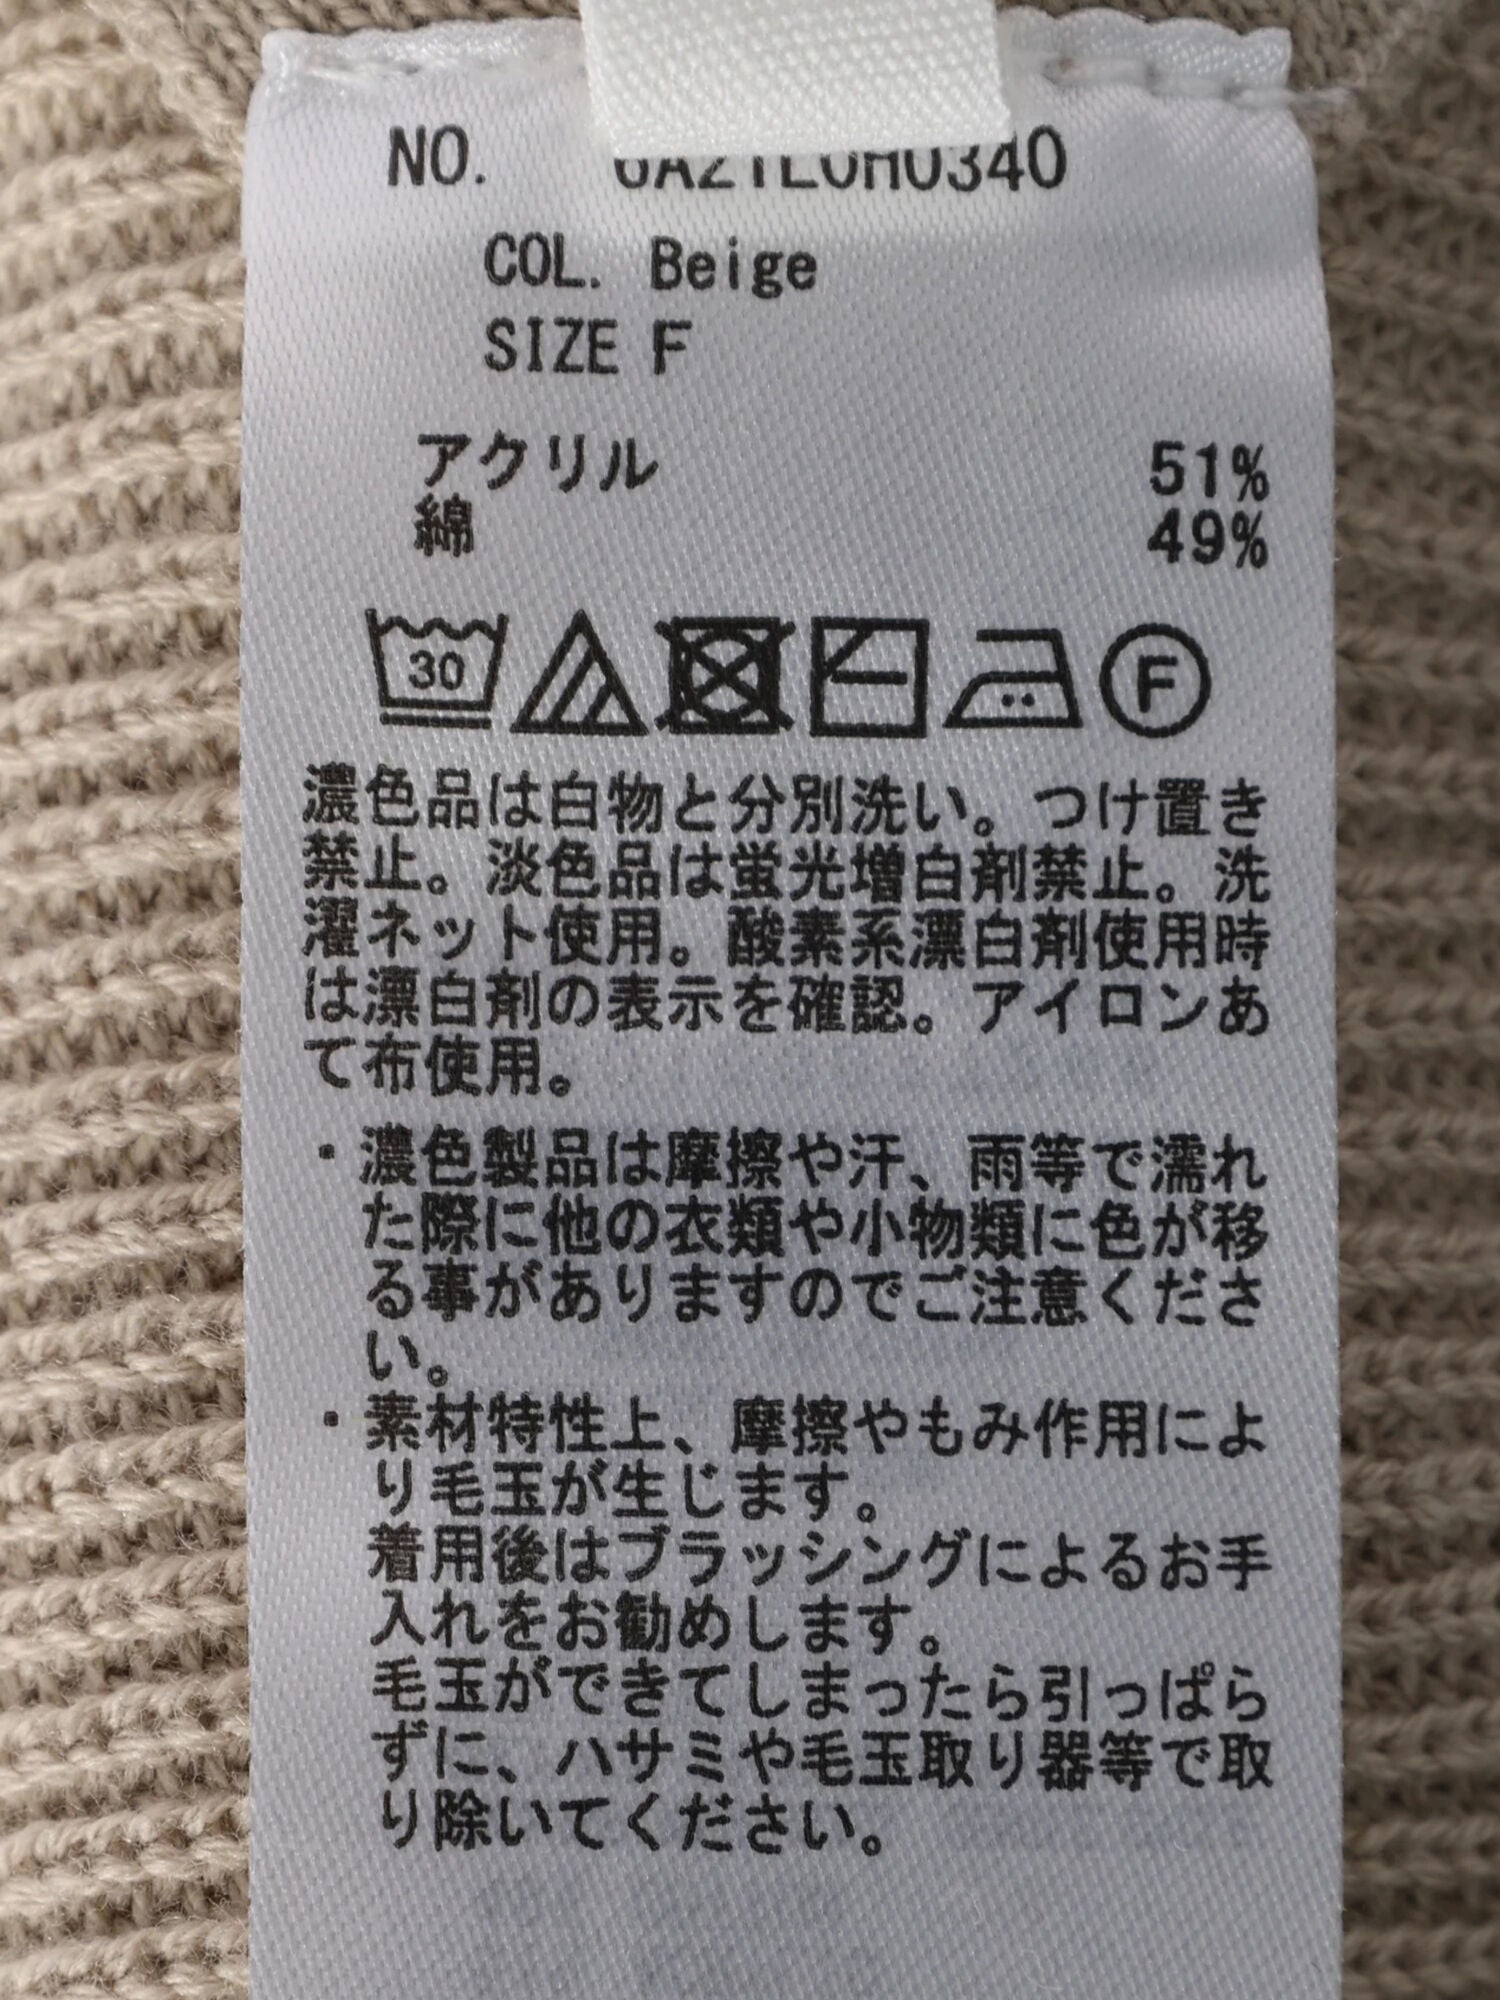 NO.
COL. Beige
SIZE F
アクリル 51%
綿 49%
30 F
濃色品は白物と分別洗い。つけ置き
禁止。淡色品は蛍光増白剤禁止。洗
濯ネット使用。酸素系漂白剤使用時
は漂白剤の表示を確認。アイロンあ
て布使用。
・濃色製品は摩擦や汗、雨等で濡れ
た際に他の衣類や小物類に色が移
る事がありますのでご注意くださ
い。
・素材特性上、摩擦やもみ作用によ
り毛玉が生じます。
着用後はブラッシングによるお手
入れをお勧めします。
毛玉ができてしまったら引っぱら
ずに、ハサミや毛玉取り器等で取
り除いてください。